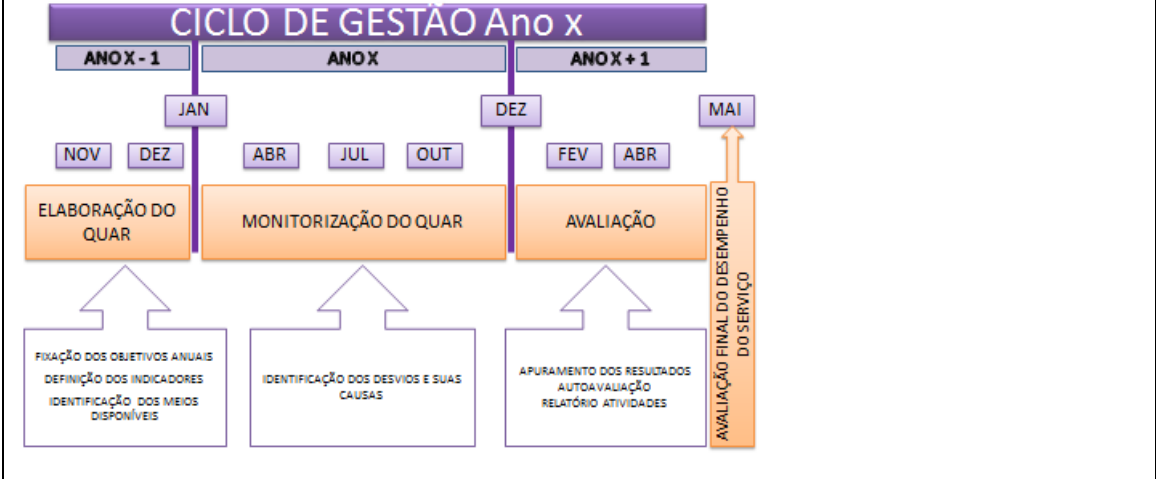 CICLO DE GESTÃO Ano x
ANO X - 1
ANO X
ANO X + 1
JAN
DEZ
MAI
NOV
DEZ
ABR
JUL
OUT
FEV
ABR
ELABORAÇÃO DO
QUAR
MONITORIZAÇÃO DO QUAR
AVALIAÇÃO
AVALIAÇÃO FINAL DO DESEMPENHO
DO SERVIÇO
FIXAÇÃO DOS OBJETIVOS ANUAIS
DEFINIÇÃO DOS INDICADORES
IDENTIFICAÇÃO DOS MEIOS
DISPONÍVEIS
IDENTIFICAÇÃO DOS DESVIOS E SUAS
CAUSAS
APURAMENTO DOS RESULTADOS
AUTOAVALIAÇÃO
RELATÓRIO ATIVIDADES